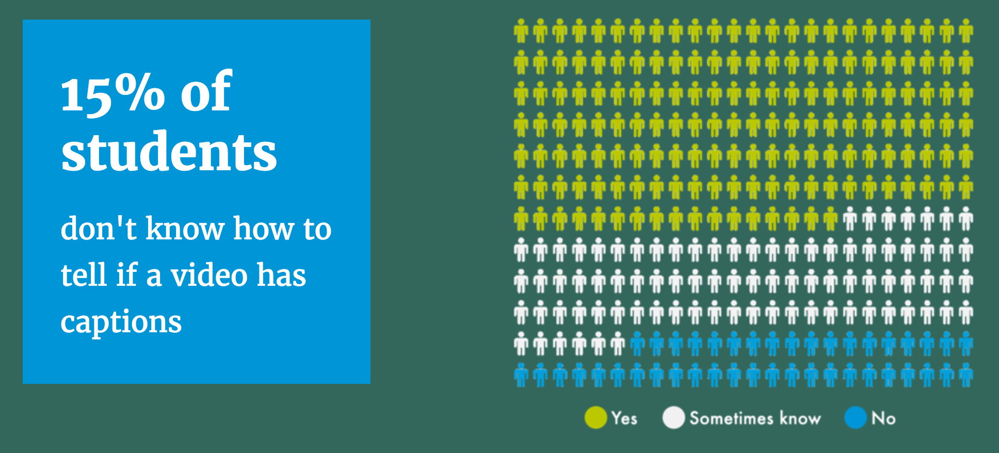 15% of
students
don't know how to
tell if a video has
captions
Yes
Sometimes know
No